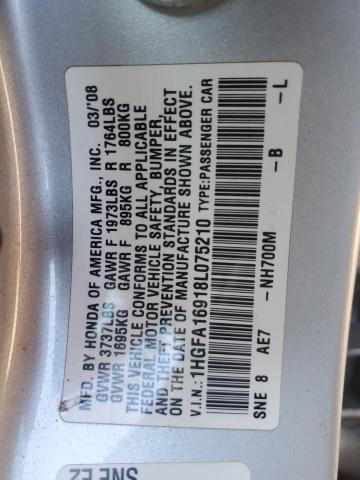 MFD. BY HONDA OF AMERICA MFG., INC. 03/'08
GVWR 3737LBS GAWR F 1973LBS R 1764LBS
GVWR 1695KG GAWR F 895KG R 800KG
THIS VEHICLE CONFORMS TO ALL APPLICABLE
FEDERAL MOTOR VEHICLE SAFETY, BUMPER,
AND THEFT PREVENTION STANDARDS IN EFFECT
ON THE DATE OF MANUFACTURE SHOWN ABOVE.
V.I.N.: 1HGFA16918L075210 TYPE:PASSENGER CAR
SNE 8 AE7 -NH700M -B -L
SNE EZ